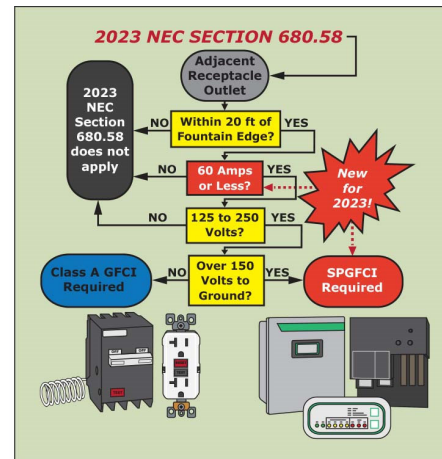 2023 NEC SECTION 680.58
Adjacent
Receptacle
Outlet
2023
NEC
Section
680.58
does not
apply
NO
Within 20 ft of
Fountain Edge?
YES
NO
60 Amps
or Less?
YES
New
for
2023!
NO
125 to 250
Volts?
YES
Class A GFCI
Required
NO
Over 150
Volts to
Ground?
YES
SPGFCI
Required